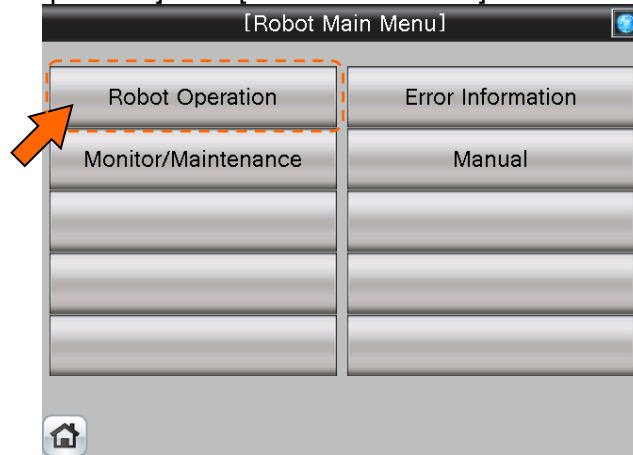 [Robot Main Menu]
Robot Operation
Error Information
Monitor/Maintenance
Manual